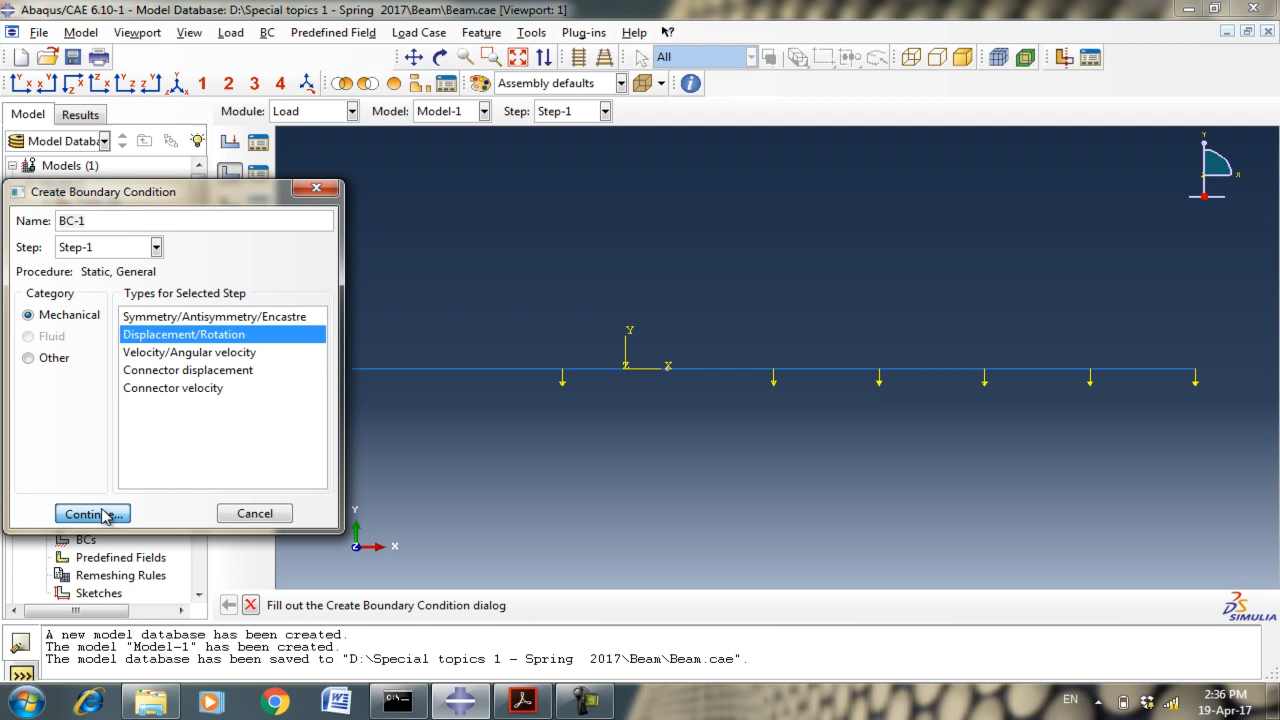 Abaqus/CAE 6.10-1 - Model Database: D:\Special topics 1 - Spring  2017\Beam\Beam.cae [Viewport: 1]
File Model Viewport View Load BC Predefined Field Load Case Feature Tools Plug-ins Help
All
1 2 3 4 Assembly defaults
Model Results Module: Load Model: Model-1 Step: Step-1
Model Databa
Models (1)
Create Boundary Condition
Name: BC-1
Step: Step-1
Procedure: Static, General
Category Types for Selected Step
Mechanical
Fluid
Other
Symmetry/Antisymmetry/Encastre
Displacement/Rotation
Velocity/Angular velocity
Connector displacement
Connector velocity
Continue... Cancel
BCs
Predefined Fields
Remeshing Rules
Sketches
Y
X
Y
Z X
Y
Z X
Fill out the Create Boundary Condition dialog
SIMULIA
A new model database has been created.
The model "Model-1" has been created.
The model database has been saved to "D:\Special topics 1 - Spring  2017\Beam\Beam.cae".
>>>
EN
2:36 PM
19-Apr-17